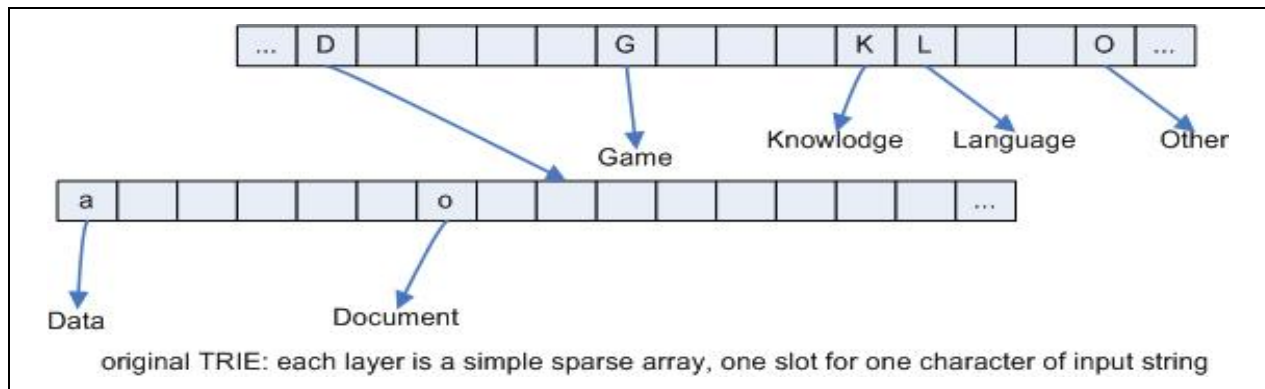 ... D G K L O ...
Knowlodge Language Other
Game
a o ...
Data Document
original TRIE: each layer is a simple sparse array, one slot for one character of input string